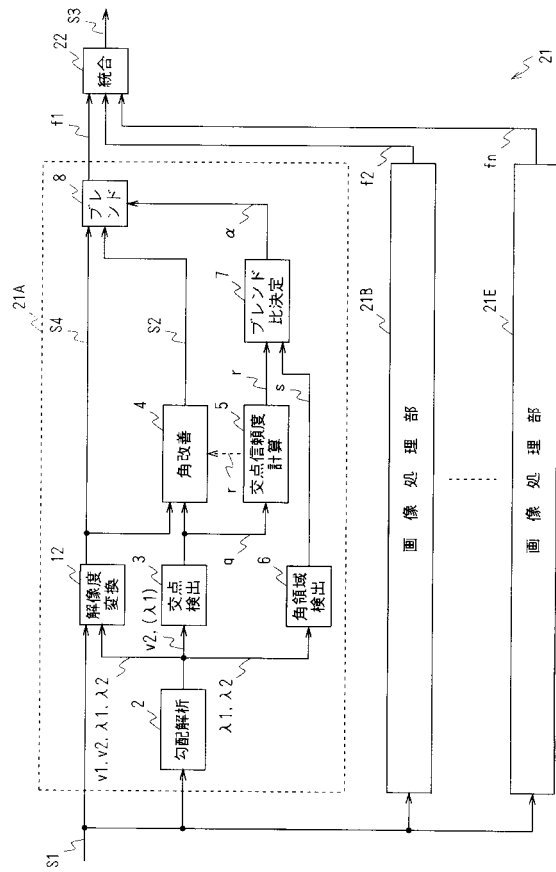 S1
21A
v1.v2.λ1.λ2
2
勾配解析
λ1.λ2
12
解像度
変換
v2.(λ1)
3
交点
検出
q
6
角領域
検出
S4
4
角改善
S2
r
5
交点信頼度
計算
r
s
7
ブレンド
比決定
α
8
ブレ
ンド
f1
22
統合
S3
21B
画像処理部
f2
21E
画像処理部
fn
21